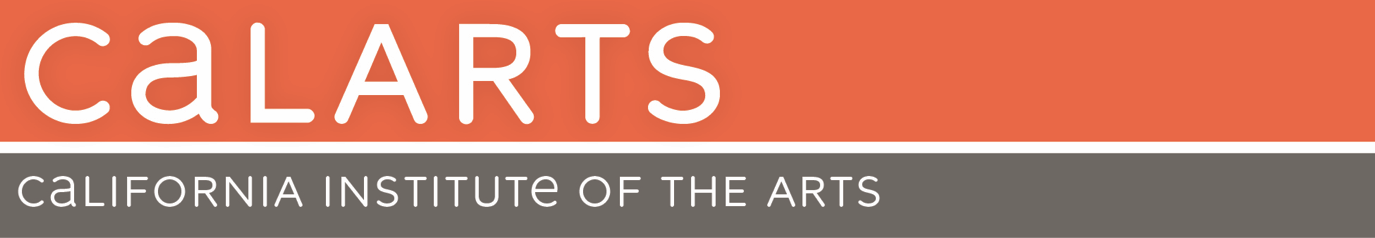 CaLARTS
CaLIFORNIA INSTITUTe OF THE ARTS